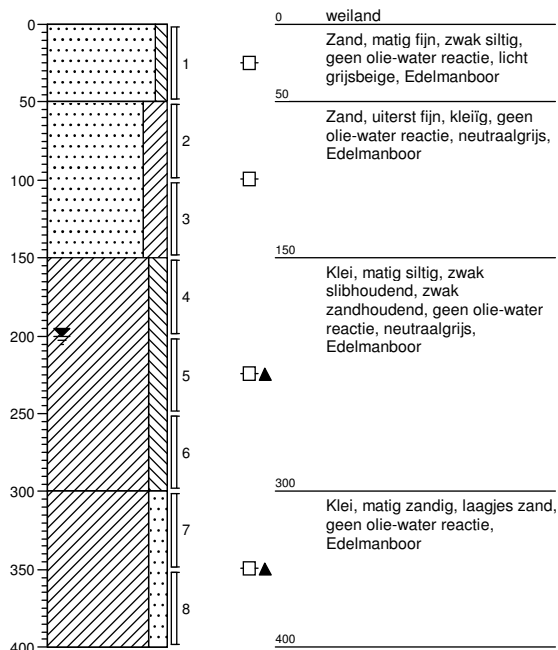 0
50
100
150
200
250
300
350
400
1
2
3
4
5
6
7
8
0 weiland
Zand, matig fijn, zwak siltig,
geen olie-water reactie, licht
grijsbeige, Edelmanboor
50
Zand, uiterst fijn, kleiïg, geen
olie-water reactie, neutraalgrijs,
Edelmanboor
150
Klei, matig siltig, zwak
slibhoudend, zwak
zandhoudend, geen olie-water
reactie, neutraalgrijs,
Edelmanboor
300
Klei, matig zandig, laagjes zand,
geen olie-water reactie,
Edelmanboor
400